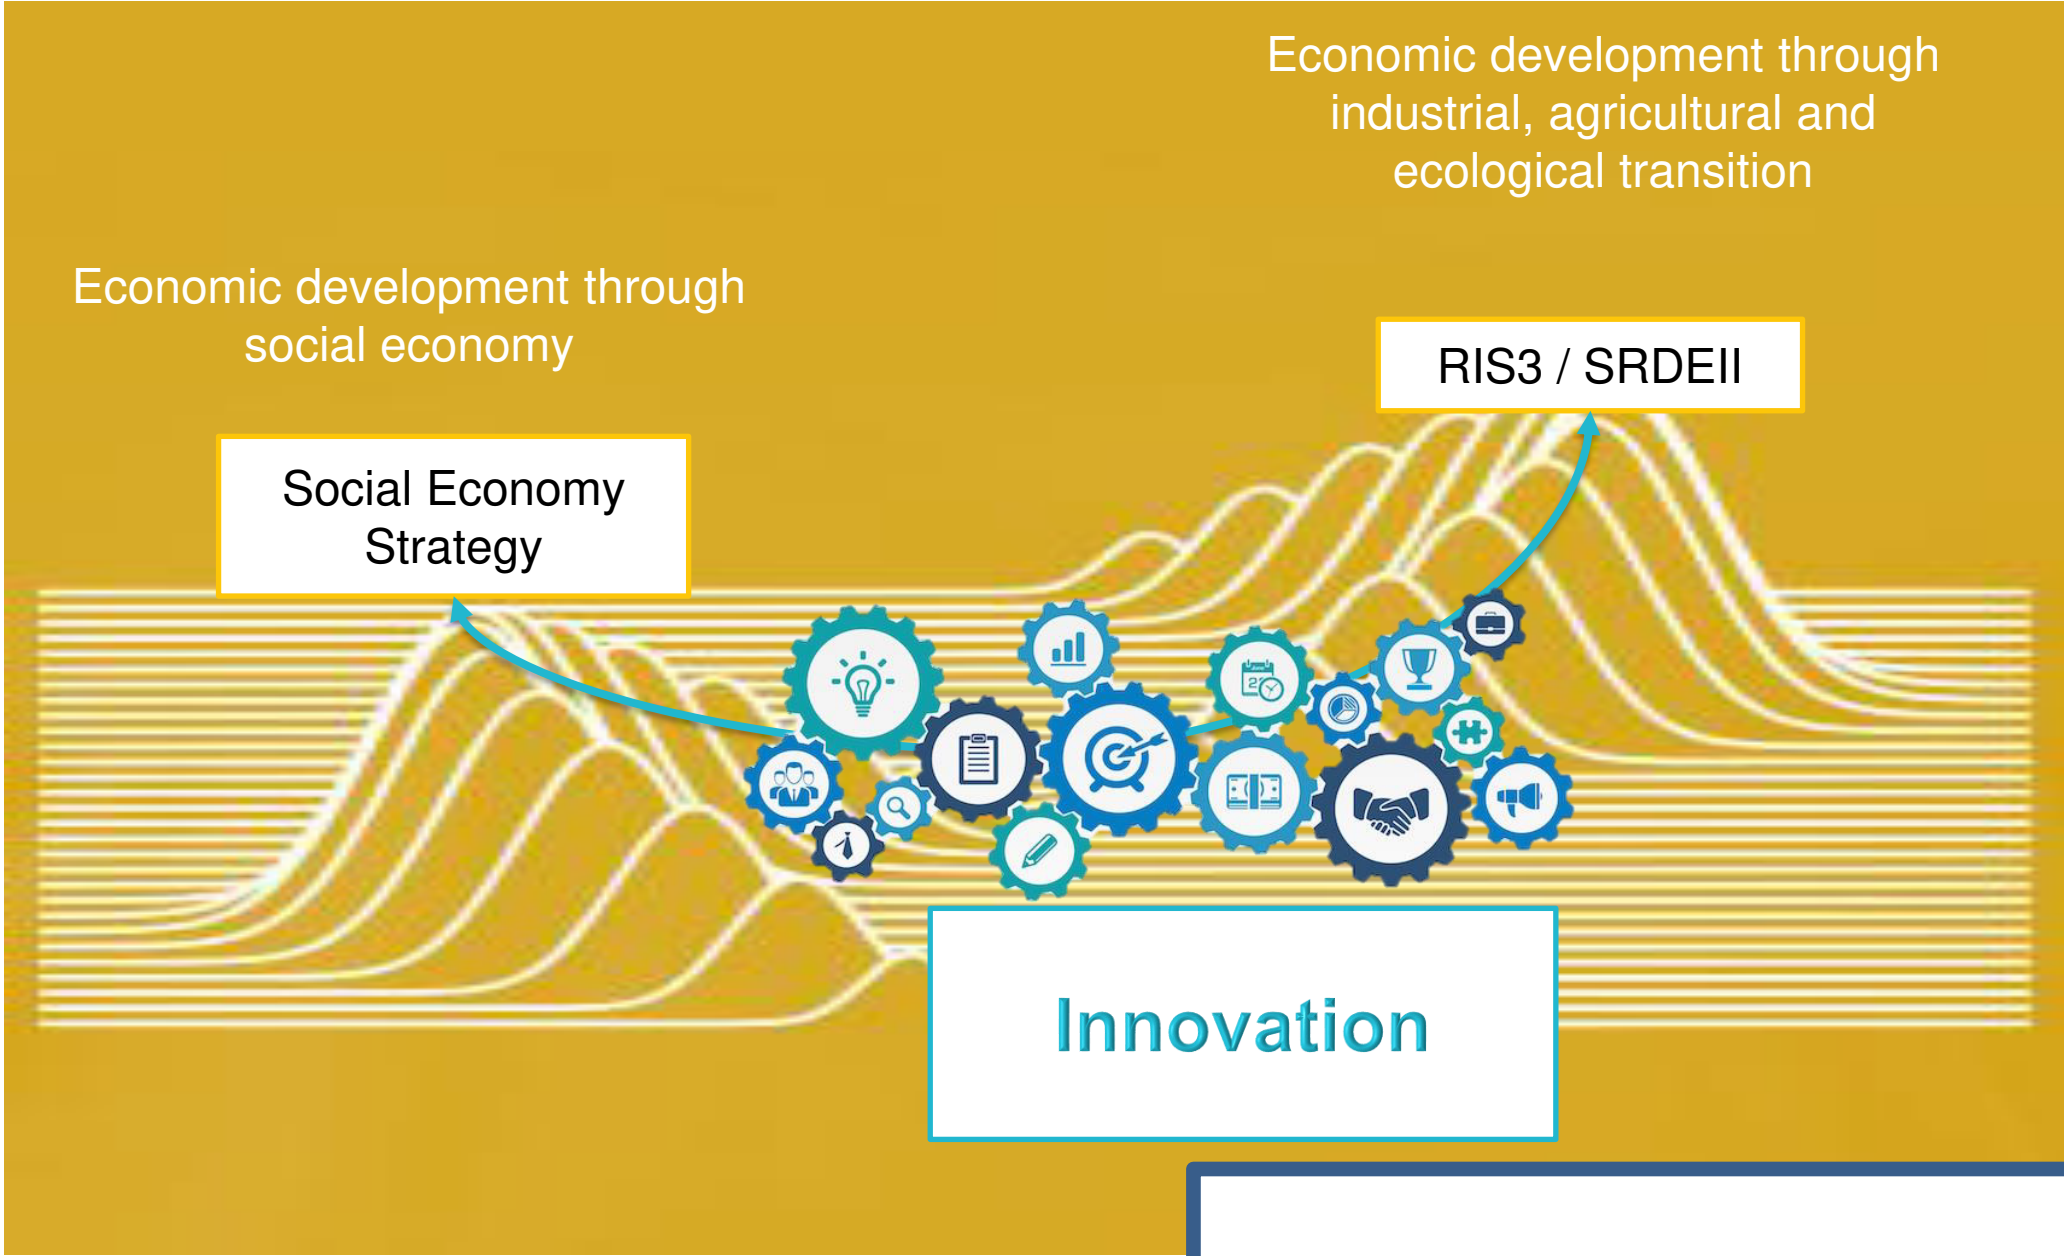 Economic development through
industrial, agricultural and
ecological transition
Economic development through
social economy
RIS3 / SRDEII
Social Economy
Strategy
Innovation